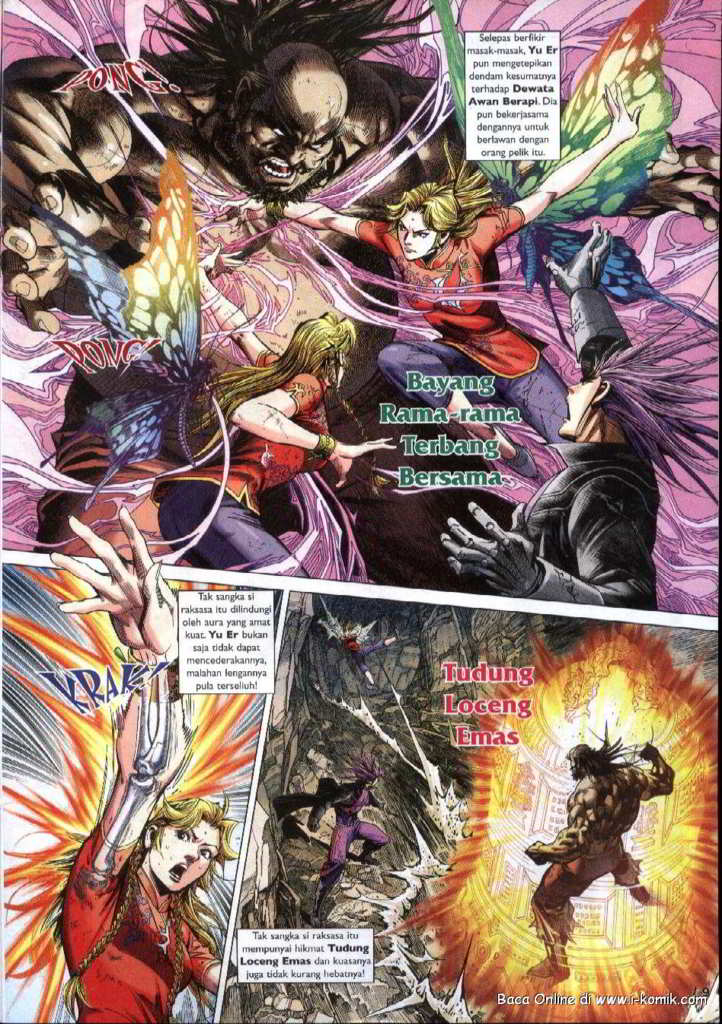 PONG!
Selepas berfikir
masak-masak, Yu Er
pun mengetepikan
dendam kesumatnya
terhadap Dewata
Awan Berapi. Dia
pun bekerjasama
dengannya untuk
berlawan dengan
orang pelik itu.
PONG!
Bayang
Rama-rama
Terbang
Bersama
Tak sangka si
raksasa itu dilindungi
oleh aura yang amat
kuat. Yu Er bukan
saja tidak dapat
mencederakannya,
malahan lengannya
pula terseliuh!
KRAK!
Tudung
Loceng
Emas
Tak sangka si raksasa itu
mempunyai hikmat Tudung
Loceng Emas dan kuasanya
juga tidak kurang hebatnya!
Baca Online di www.i-komik.com